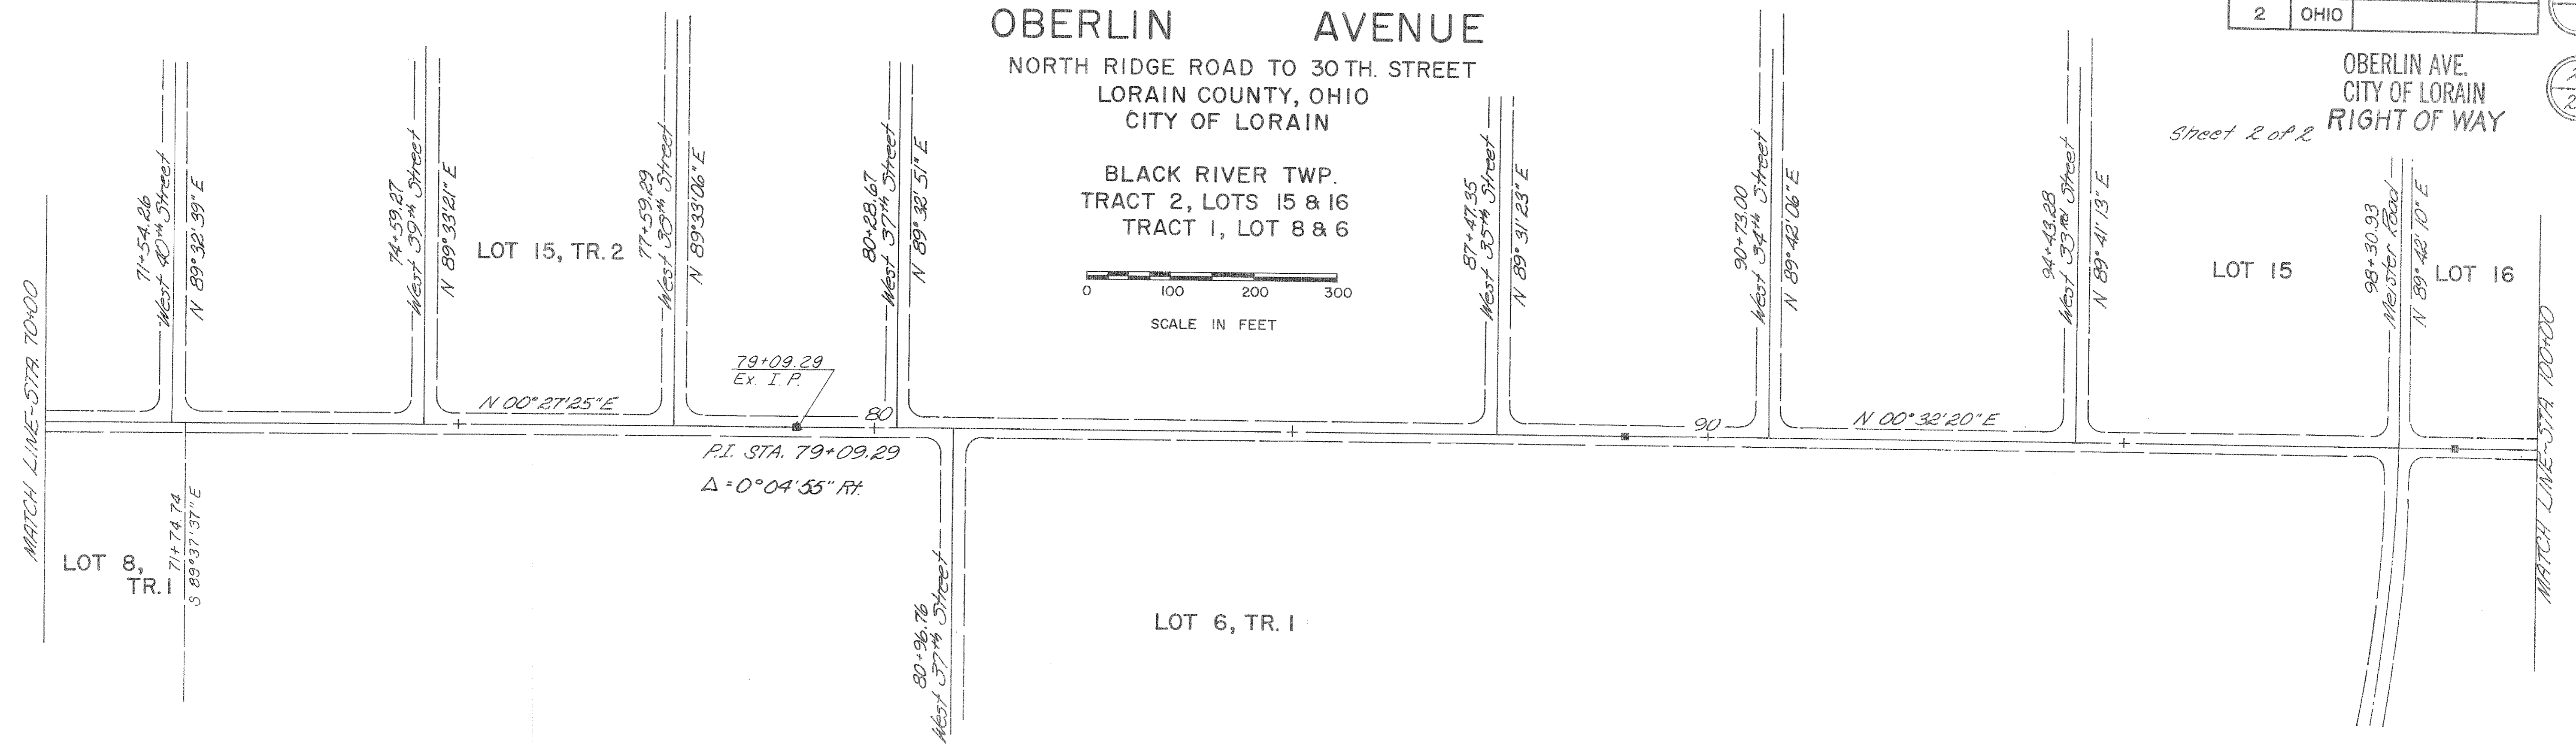 OBERLIN AVENUE
NORTH RIDGE ROAD TO 30TH. STREET
LORAIN COUNTY, OHIO
CITY OF LORAIN
BLACK RIVER TWP.
TRACT 2, LOTS 15 & 16
TRACT 1, LOT 8 & 6
0 100 200 300
SCALE IN FEET
2 OHIO
OBERLIN AVE.
CITY OF LORAIN
RIGHT OF WAY
Sheet 2 of 2
MATCH LINE~STA. 70+00
71+54.26
West 40th Street
N 89°32'39" E
74+59.27
West 39th Street
N 89°33'21" E
LOT 15, TR. 2
77+59.29
West 38th Street
N 89°33'06" E
80+28.67
West 37th Street
N 89°32'51" E
87+47.35
West 35th Street
N 89°31'23" E
90+73.00
West 34th Street
N 89°42'06" E
94+43.28
West 33rd Street
N 89°41'13" E
LOT 15
98+30.93
Meister Road
N 89°42'10" E
LOT 16
MATCH LINE~STA. 100+00
79+09.29
Ex. I.P.
N 00°27'25" E
80
90
N 00°32'20" E
P.I. STA. 79+09.29
Δ = 0°04'55" Rt.
LOT 8,
TR. 1
71+74.74
S 89°37'37" E
80+96.76
West 37th Street
LOT 6, TR. 1